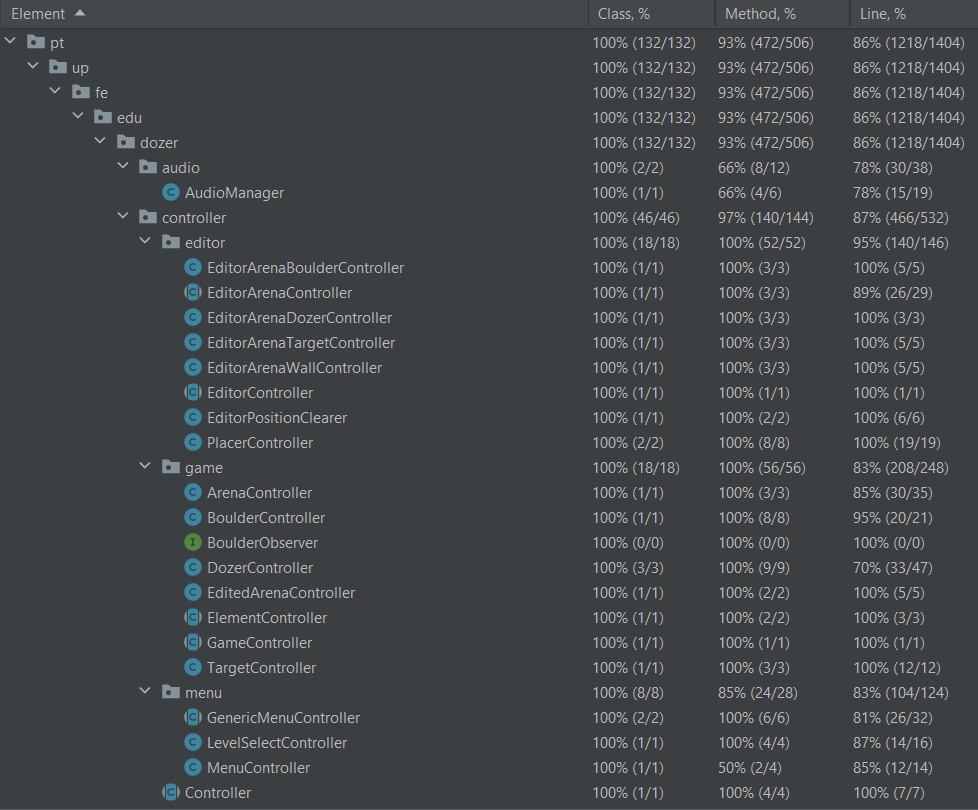 Element Class, % Method, % Line, %
pt 100% (132/132) 93% (472/506) 86% (1218/1404)
up 100% (132/132) 93% (472/506) 86% (1218/1404)
fe 100% (132/132) 93% (472/506) 86% (1218/1404)
edu 100% (132/132) 93% (472/506) 86% (1218/1404)
dozer 100% (132/132) 93% (472/506) 86% (1218/1404)
audio 100% (2/2) 66% (8/12) 78% (30/38)
AudioManager 100% (1/1) 66% (4/6) 78% (15/19)
controller 100% (46/46) 97% (140/144) 87% (466/532)
editor 100% (18/18) 100% (52/52) 95% (140/146)
EditorArenaBoulderController 100% (1/1) 100% (3/3) 100% (5/5)
EditorArenaController 100% (1/1) 100% (3/3) 89% (26/29)
EditorArenaDozerController 100% (1/1) 100% (3/3) 100% (3/3)
EditorArenaTargetController 100% (1/1) 100% (3/3) 100% (5/5)
EditorArenaWallController 100% (1/1) 100% (3/3) 100% (5/5)
EditorController 100% (1/1) 100% (1/1) 100% (1/1)
EditorPositionClearer 100% (1/1) 100% (2/2) 100% (6/6)
PlacerController 100% (2/2) 100% (8/8) 100% (19/19)
game 100% (18/18) 100% (56/56) 83% (208/248)
ArenaController 100% (1/1) 100% (3/3) 85% (30/35)
BoulderController 100% (1/1) 100% (8/8) 95% (20/21)
BoulderObserver 100% (0/0) 100% (0/0) 100% (0/0)
DozerController 100% (3/3) 100% (9/9) 70% (33/47)
EditedArenaController 100% (1/1) 100% (2/2) 100% (5/5)
ElementController 100% (1/1) 100% (2/2) 100% (3/3)
GameController 100% (1/1) 100% (1/1) 100% (1/1)
TargetController 100% (1/1) 100% (3/3) 100% (12/12)
menu 100% (8/8) 85% (24/28) 83% (104/124)
GenericMenuController 100% (2/2) 100% (6/6) 81% (26/32)
LevelSelectController 100% (1/1) 100% (4/4) 87% (14/16)
MenuController 100% (1/1) 50% (2/4) 85% (12/14)
Controller 100% (1/1) 100% (4/4) 100% (7/7)